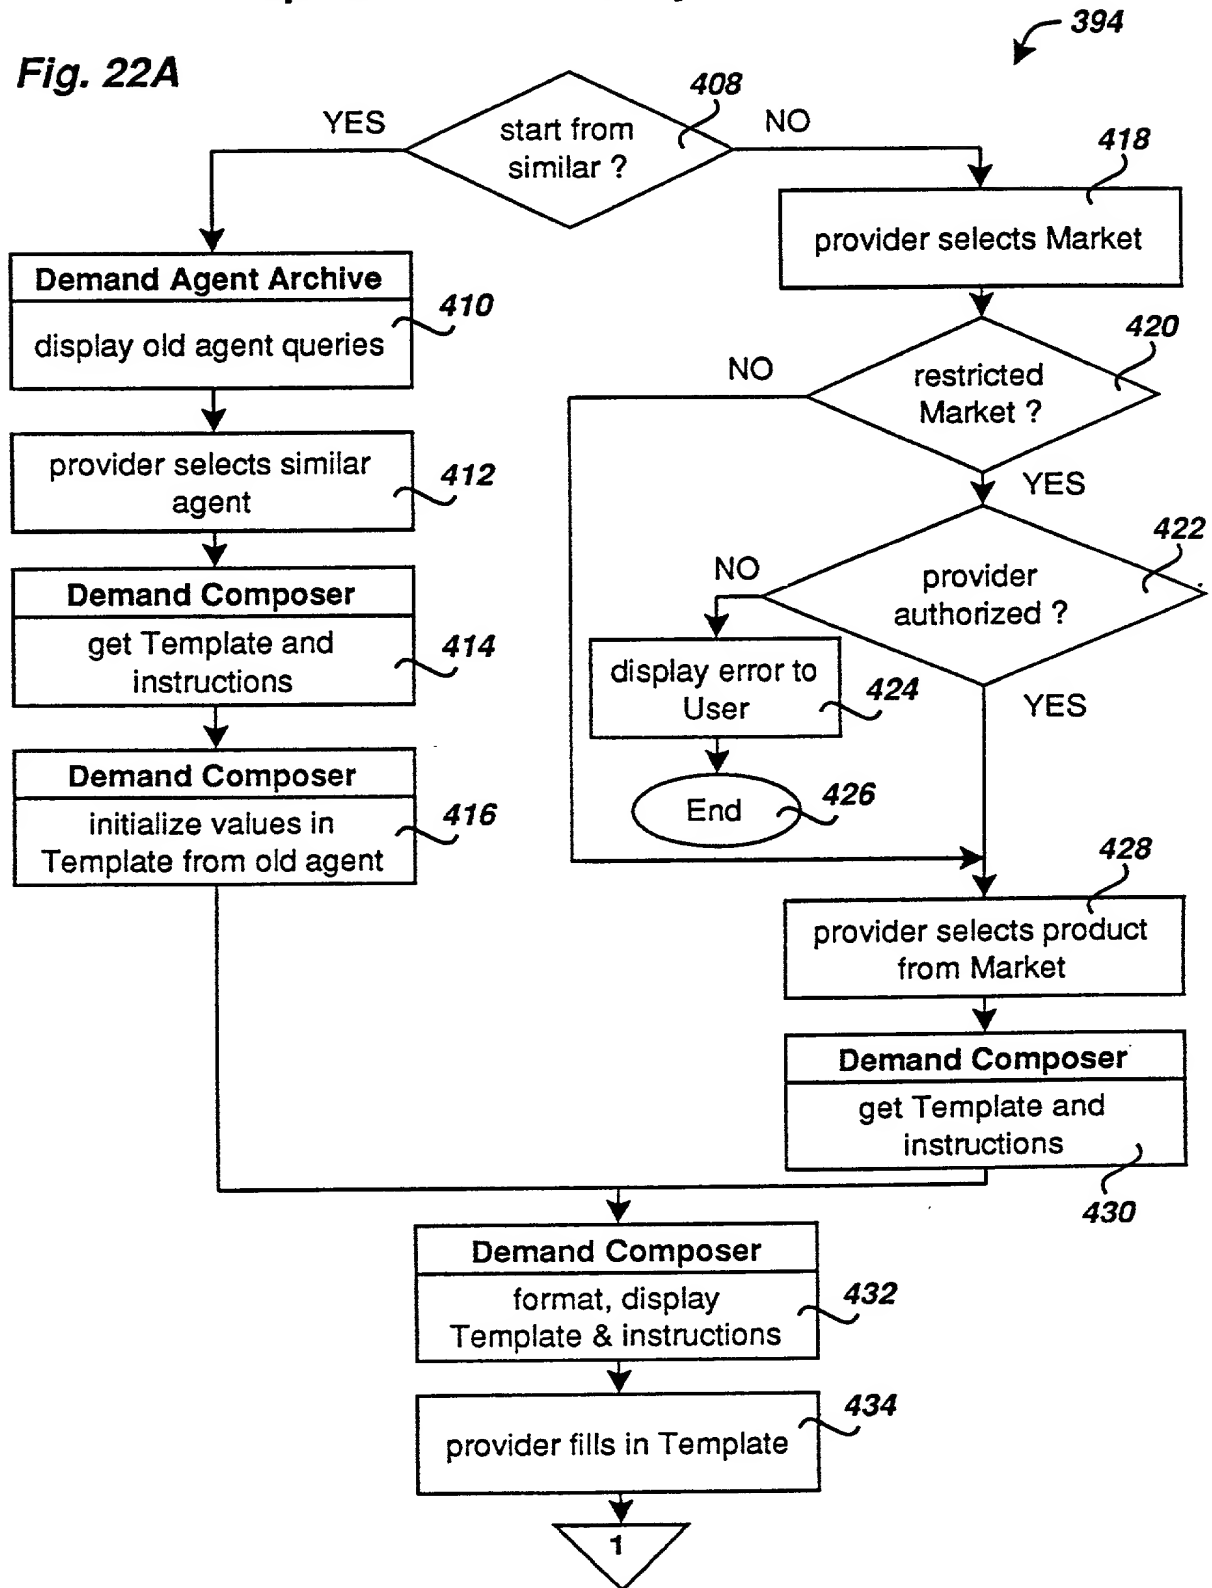 394
Fig. 22A
408
YES
start from
similar ?
NO
418
provider selects Market
Demand Agent Archive
410
display old agent queries
420
NO
restricted
Market ?
YES
provider selects similar
agent
412
422
NO
provider
authorized ?
Demand Composer
get Template and
instructions
414
display error to
User
424
YES
Demand Composer
initialize values in
Template from old agent
416
End
426
428
provider selects product
from Market
Demand Composer
get Template and
instructions
430
Demand Composer
format, display
Template & instructions
432
434
provider fills in Template
1